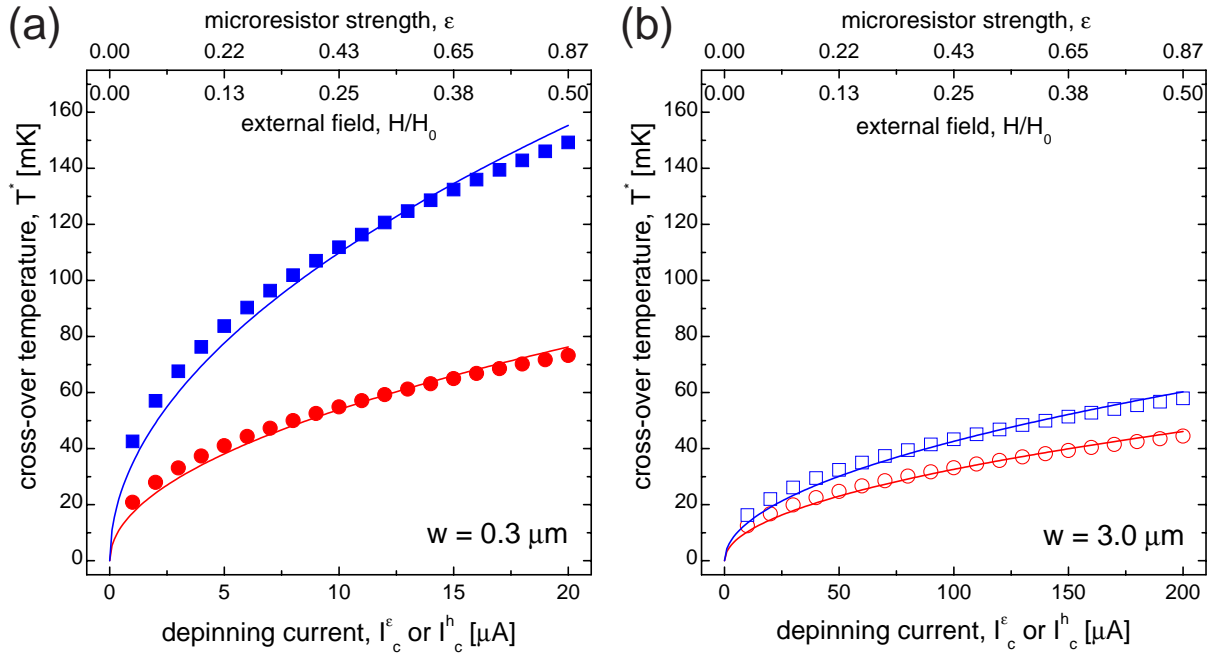 (a)
microresistor strength, ε
0.00 0.22 0.43 0.65 0.87
0.00 0.13 0.25 0.38 0.50
external field, H/H₀
cross-over temperature, T* [mK]
160
140
120
100
80
60
40
20
0
w = 0.3 μm
0 5 10 15 20
depinning current, I^ε_c or I^h_c [μA]
(b)
microresistor strength, ε
0.00 0.22 0.43 0.65 0.87
0.00 0.13 0.25 0.38 0.50
external field, H/H₀
cross-over temperature, T* [mK]
160
140
120
100
80
60
40
20
0
w = 3.0 μm
0 50 100 150 200
depinning current, I^ε_c or I^h_c [μA]